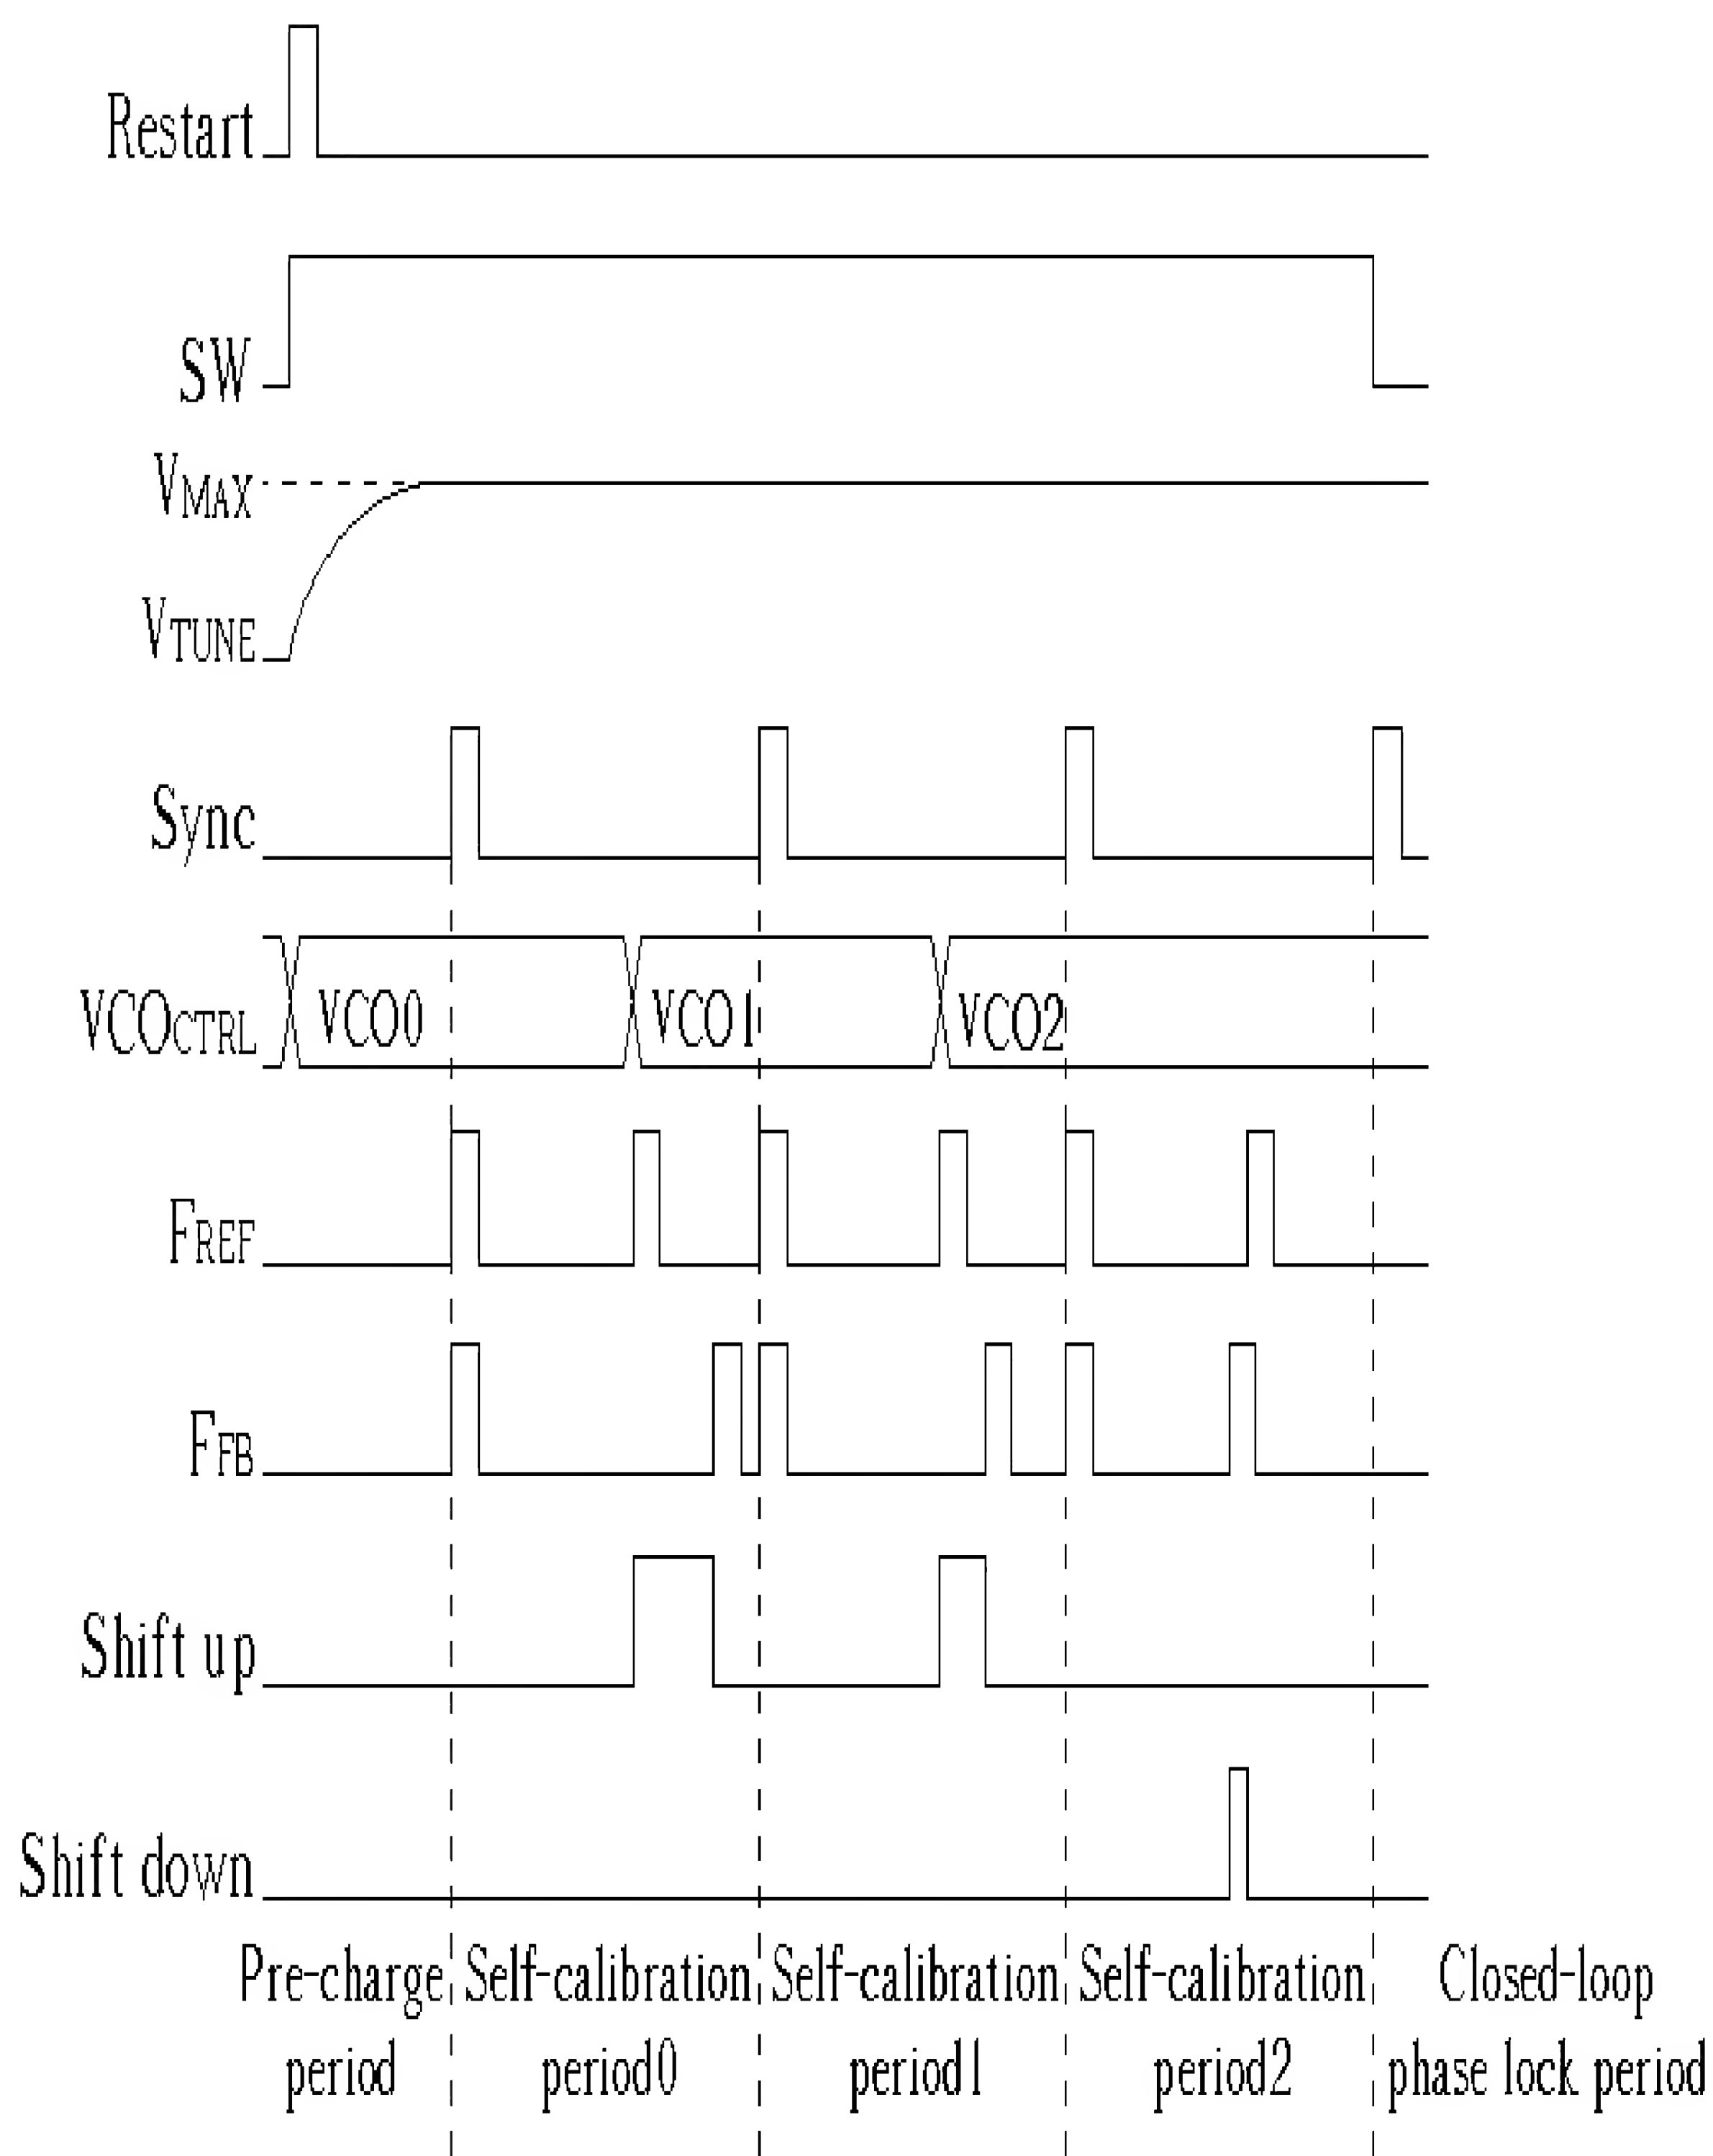 Restart
SW
VMAX
VTUNE
Sync
VCOCTRL VCO0 VCO1 VCO2
FREF
FFB
Shift up
Shift down
Pre-charge period
Self-calibration period0
Self-calibration period1
Self-calibration period2
Closed-loop phase lock period